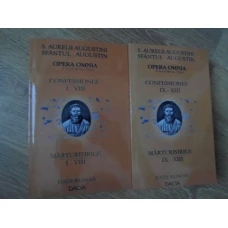 S. AURELII AUGUSTINI
SFÂNTUL AUGUSTIN
OPERA OMNIA
CONFESSIONES
I - VIII
MĂRTURISIRILE
I - VIII
DACIA
S. AURELII AUGUSTINI
SFÂNTUL AUGUSTIN
OPERA OMNIA
CONFESSIONES
IX - XIII
MĂRTURISIRILE
IX - XIII
DACIA